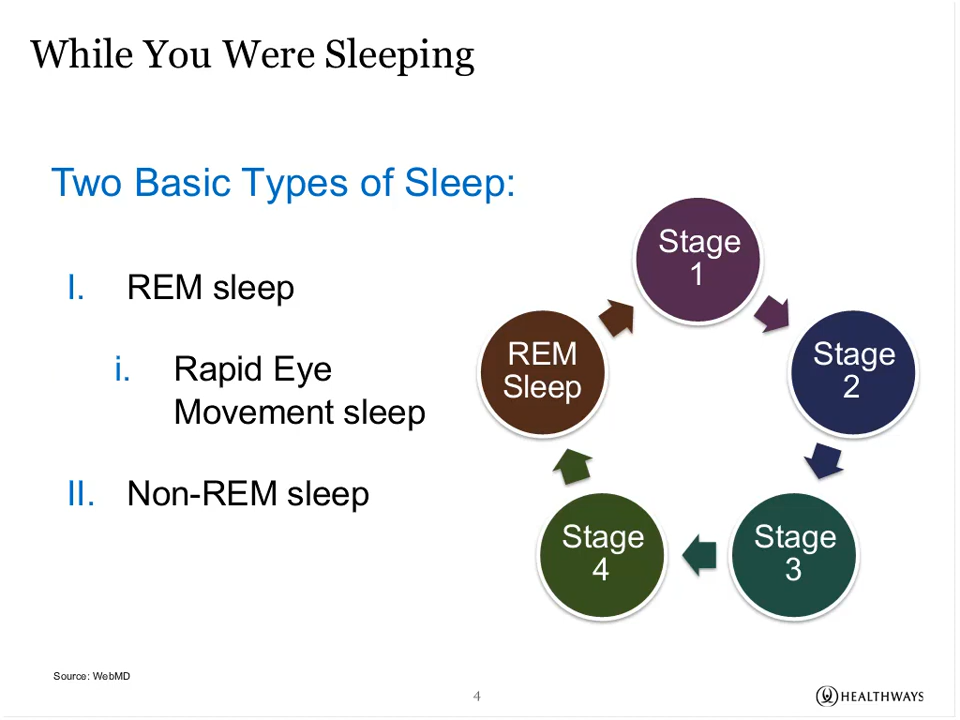 While You Were Sleeping
Two Basic Types of Sleep:
I. REM sleep
i. Rapid Eye
Movement sleep
II. Non-REM sleep
Stage
1
Stage
2
Stage
3
Stage
4
REM
Sleep
Source: WebMD
4
HEALTHWAYS